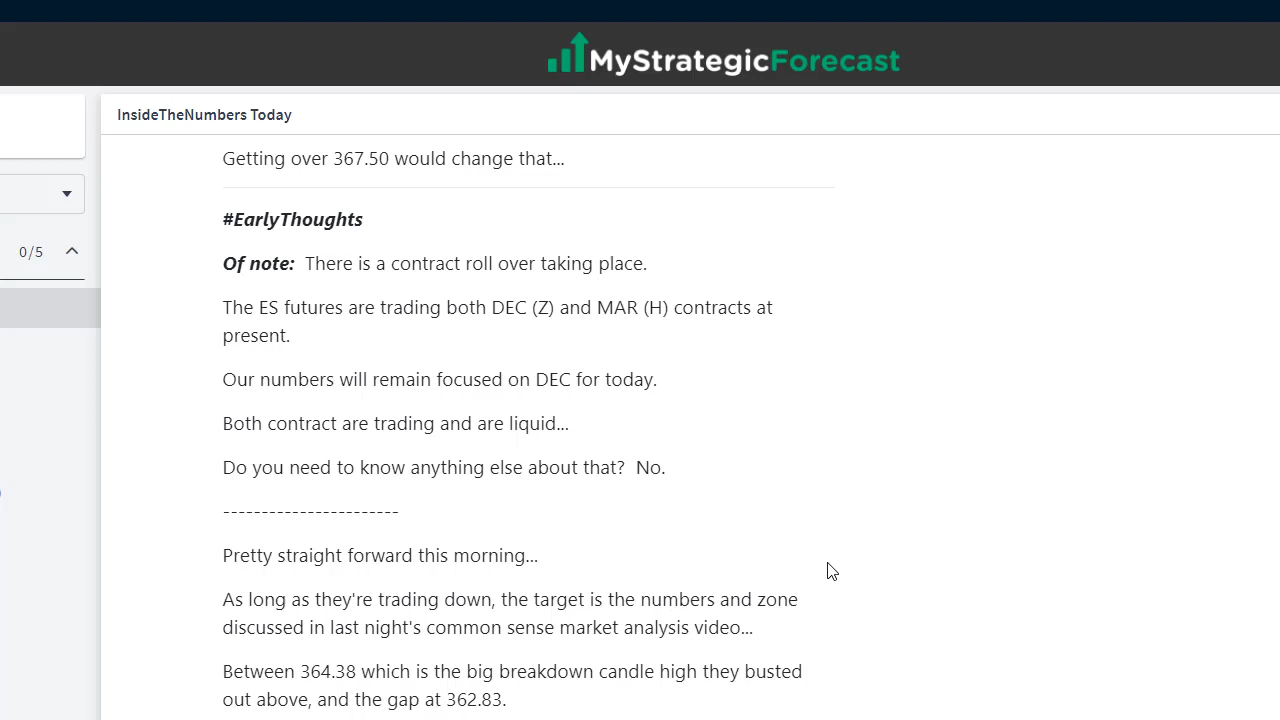 MyStrategicForecast
InsideTheNumbers Today
0/5
Getting over 367.50 would change that...
#EarlyThoughts
Of note:  There is a contract roll over taking place.
The ES futures are trading both DEC (Z) and MAR (H) contracts at
present.
Our numbers will remain focused on DEC for today.
Both contract are trading and are liquid...
Do you need to know anything else about that?  No.
-----------------------
Pretty straight forward this morning...
As long as they're trading down, the target is the numbers and zone
discussed in last night's common sense market analysis video...
Between 364.38 which is the big breakdown candle high they busted
out above, and the gap at 362.83.